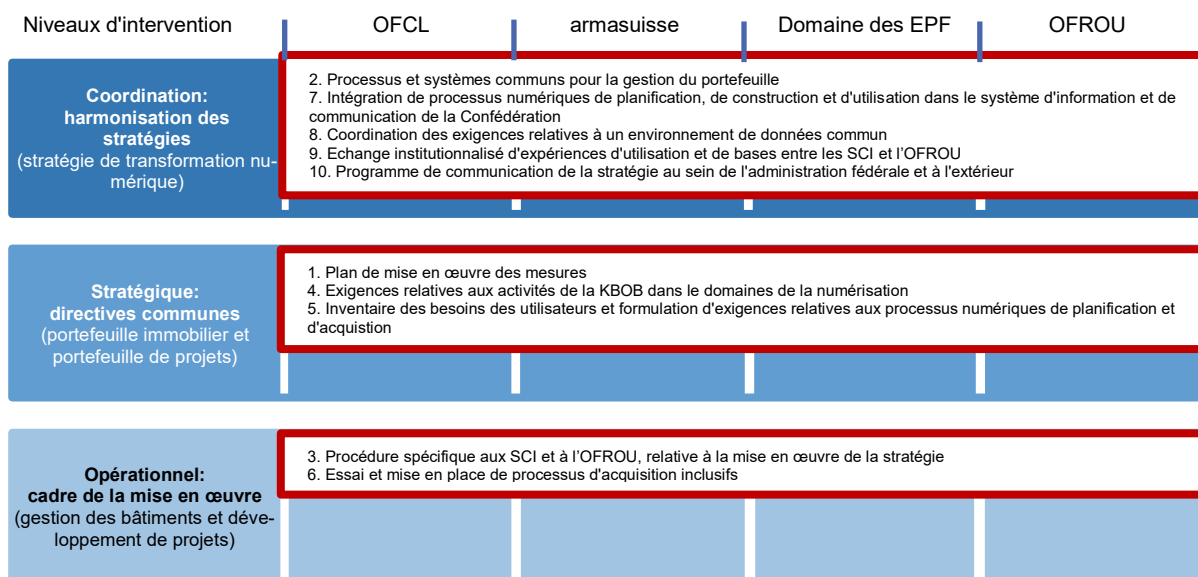 Niveaux d'intervention
OFCL
armasuisse
Domaine des EPF
OFROU
Coordination:
harmonisation des
stratégies
(stratégie de transformation nu-
mérique)
2. Processus et systèmes communs pour la gestion du portefeuille
7. Intégration de processus numériques de planification, de construction et d'utilisation dans le système d'information et de
communication de la Confédération
8. Coordination des exigences relatives à un environnement de données commun
9. Echange institutionnalisé d'expériences d'utilisation et de bases entre les SCI et l'OFROU
10. Programme de communication de la stratégie au sein de l'administration fédérale et à l'extérieur
Stratégique:
directives communes
(portefeuille immobilier et
portefeuille de projets)
1. Plan de mise en œuvre des mesures
4. Exigences relatives aux activités de la KBOB dans le domaines de la numérisation
5. Inventaire des besoins des utilisateurs et formulation d'exigences relatives aux processus numériques de planification et
d'acquistion
Opérationnel:
cadre de la mise en œuvre
(gestion des bâtiments et déve-
loppement de projets)
3. Procédure spécifique aux SCI et à l'OFROU, relative à la mise en œuvre de la stratégie
6. Essai et mise en place de processus d'acquisition inclusifs